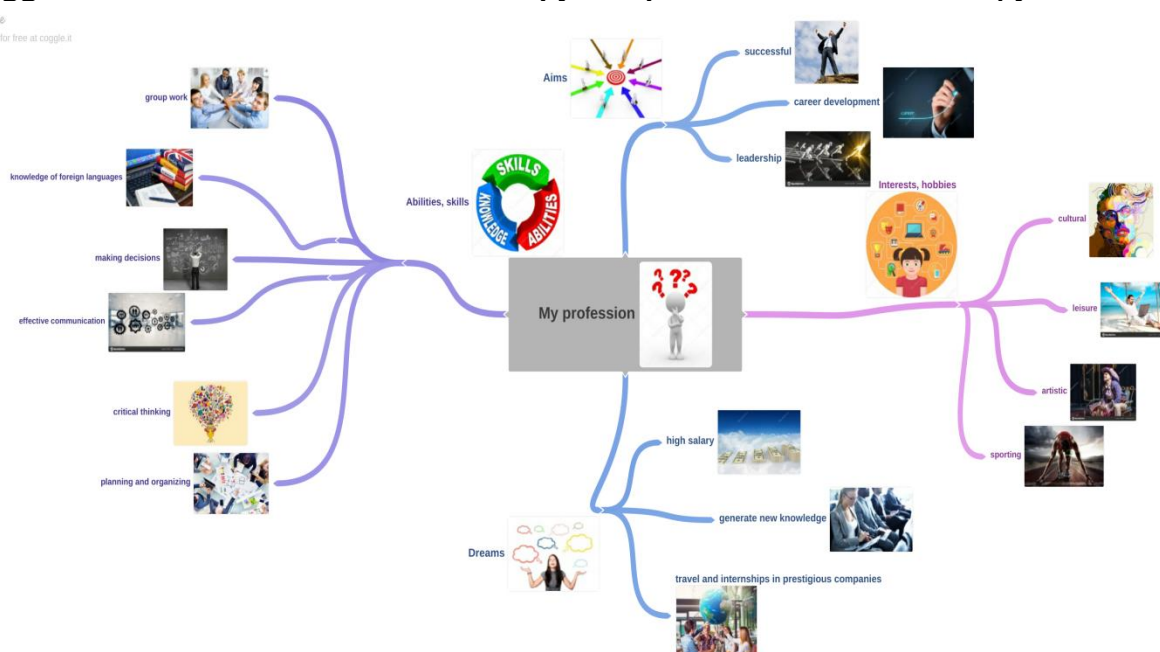 for free at coggle.it
Aims
successful
career development
leadership
group work
knowledge of foreign languages
making decisions
effective communication
critical thinking
planning and organizing
Abilities, skills
SKILLS
KNOWLEDGE
ABILITIES
My profession
? ? ? ?
Interests, hobbies
cultural
leisure
artistic
sporting
Dreams
high salary
generate new knowledge
travel and internships in prestigious companies